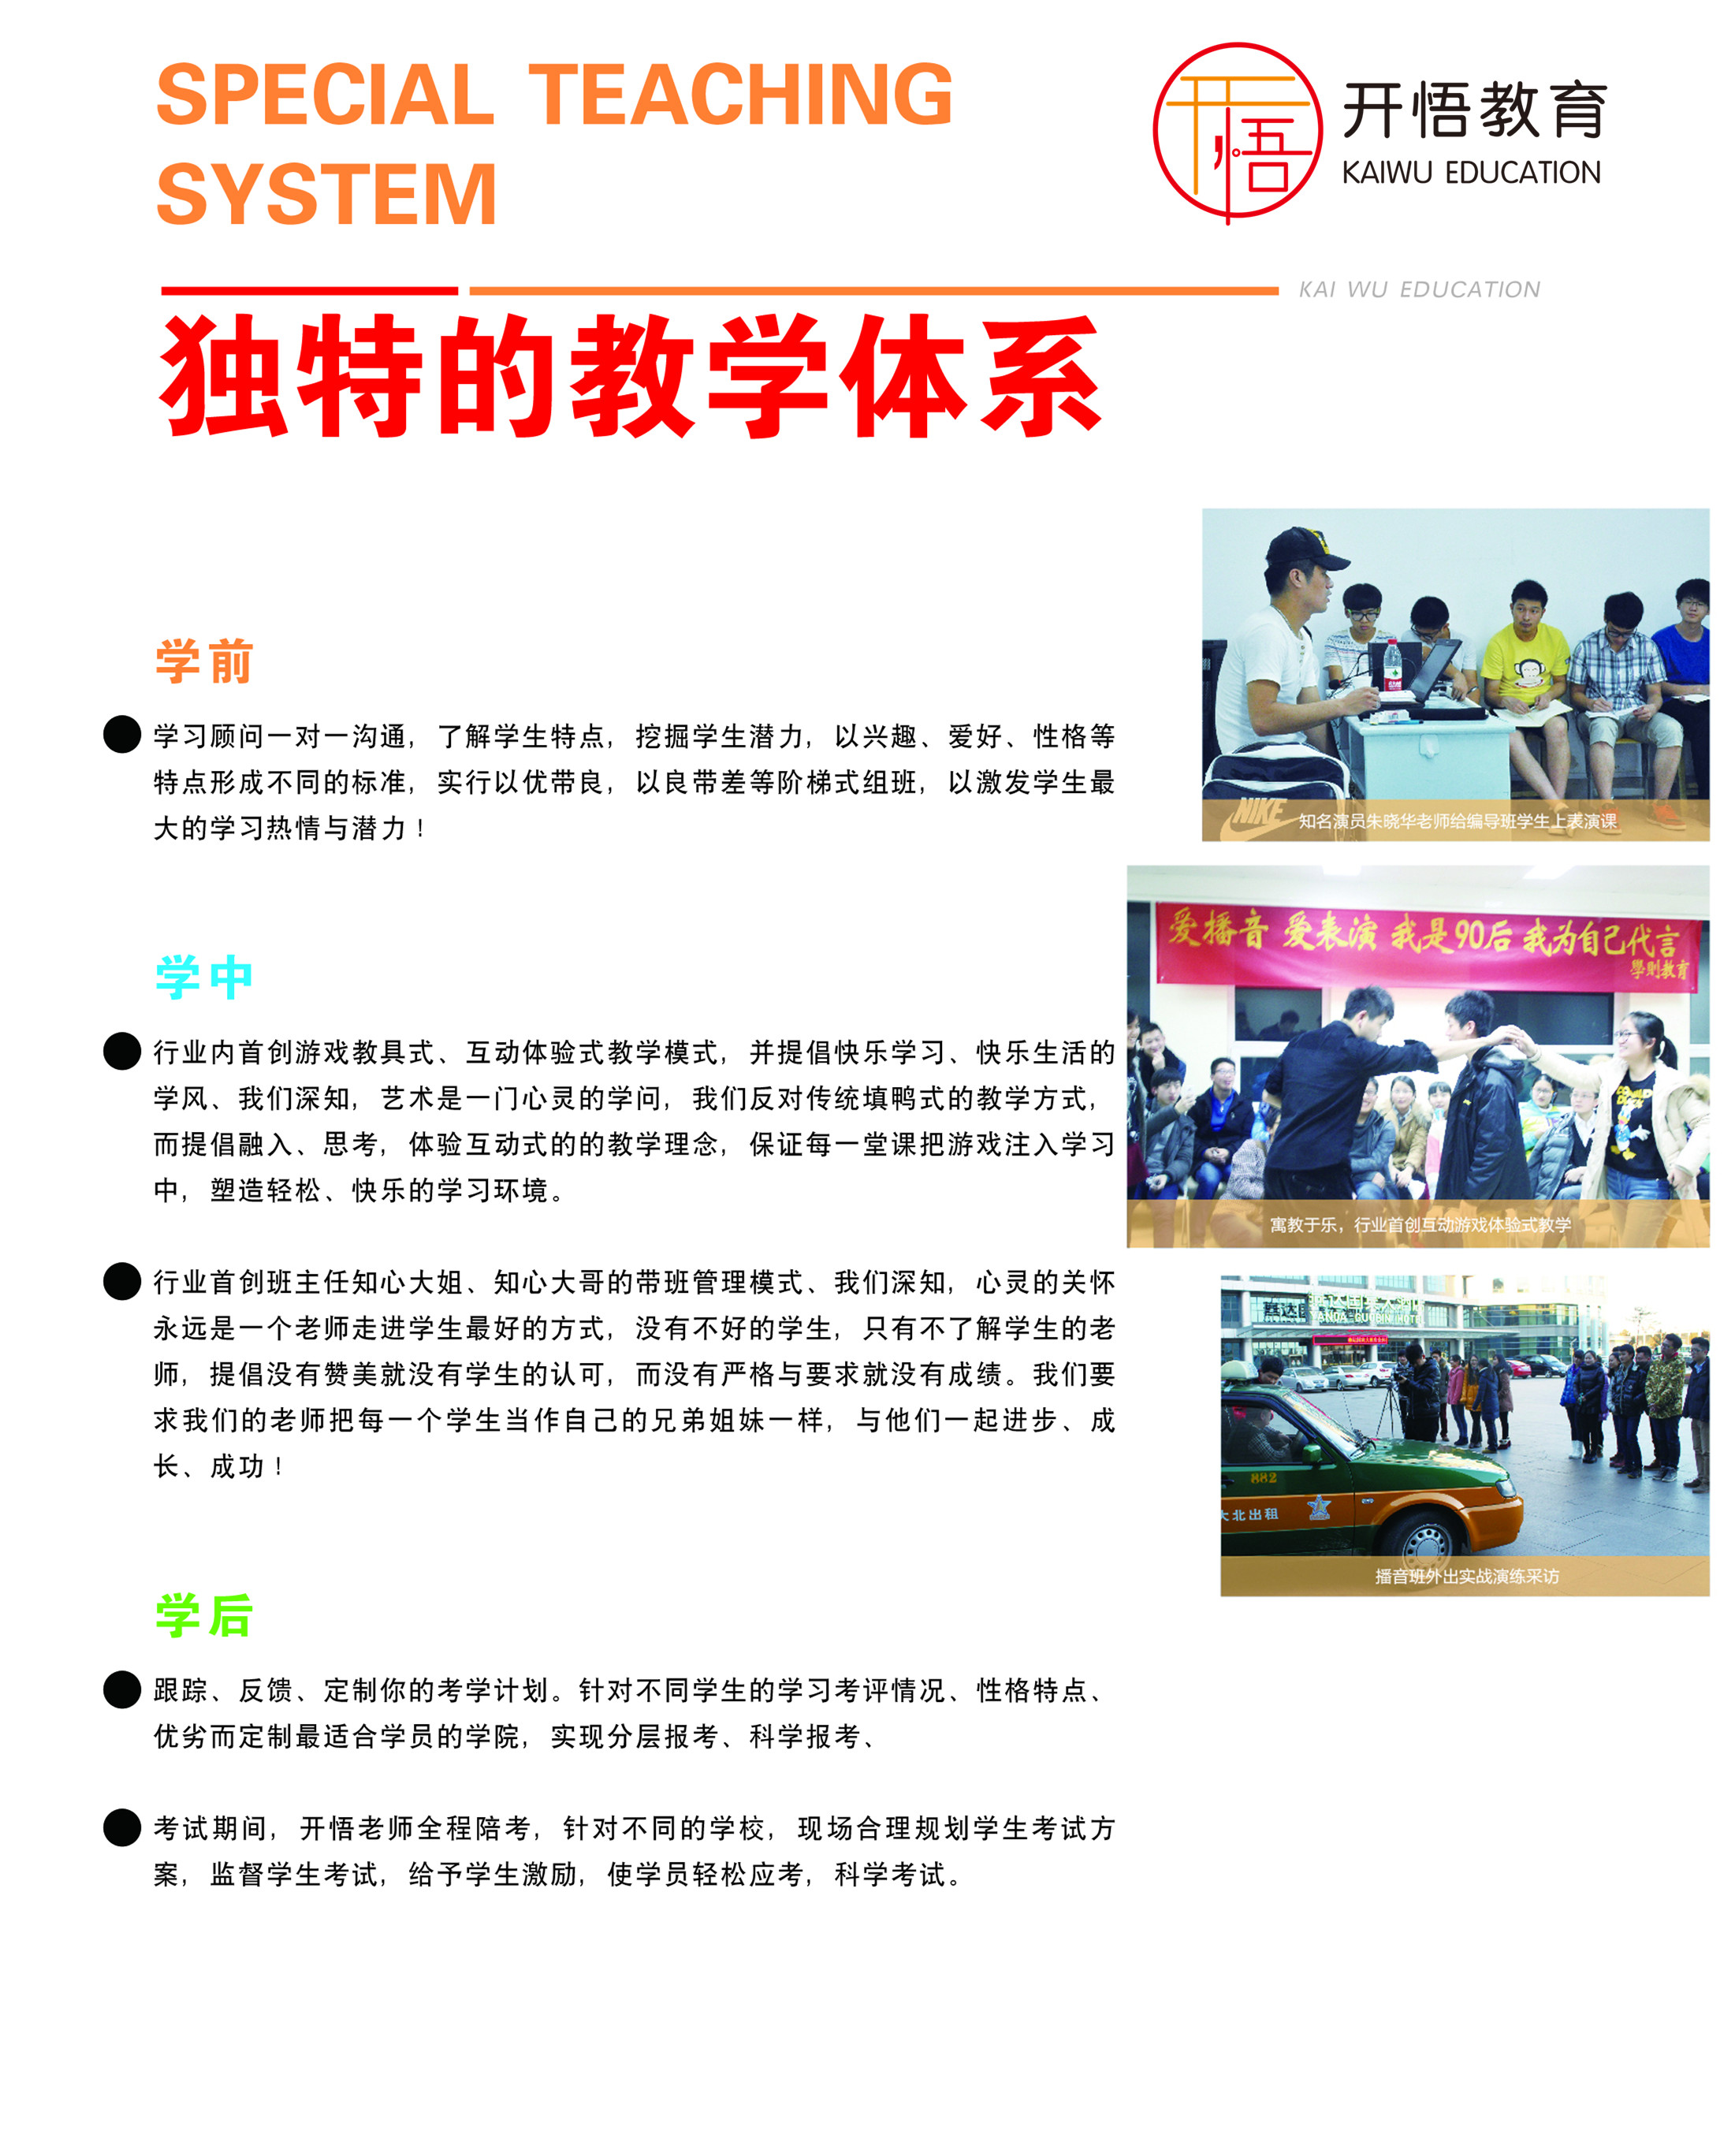 SPECIAL TEACHING
SYSTEM
开悟
开悟教育
KAIWU EDUCATION
KAI WU EDUCATION
独特的教学体系
学前
学习顾问一对一沟通，了解学生特点，挖掘学生潜力，以兴趣、爱好、性格等
特点形成不同的标准，实行以优带良，以良带差等阶梯式组班，以激发学生最
大的学习热情与潜力！
NIKE
知名演员朱晓华老师给编导班学生上表演课
学中
行业内首创游戏教具式、互动体验式教学模式，并提倡快乐学习、快乐生活的
学风、我们深知，艺术是一门心灵的学问，我们反对传统填鸭式的教学方式，
而提倡融入、思考，体验互动式的的教学理念，保证每一堂课把游戏注入学习
中，塑造轻松、快乐的学习环境。
爱播音 爱表演 我是90后 我为自己代言
學則教育
寓教于乐，行业首创互动游戏体验式教学
行业首创班主任知心大姐、知心大哥的带班管理模式、我们深知，心灵的关怀
永远是一个老师走进学生最好的方式，没有不好的学生，只有不了解学生的老
师，提倡没有赞美就没有学生的认可，而没有严格与要求就没有成绩。我们要
求我们的老师把每一个学生当作自己的兄弟姐妹一样，与他们一起进步、成
长、成功！
882
大北出租
播音班外出实战演练采访
学后
跟踪、反馈、定制你的考学计划。针对不同学生的学习考评情况、性格特点、
优劣而定制最适合学员的学院，实现分层报考、科学报考、
考试期间，开悟老师全程陪考，针对不同的学校，现场合理规划学生考试方
案，监督学生考试，给予学生激励，使学员轻松应考，科学考试。